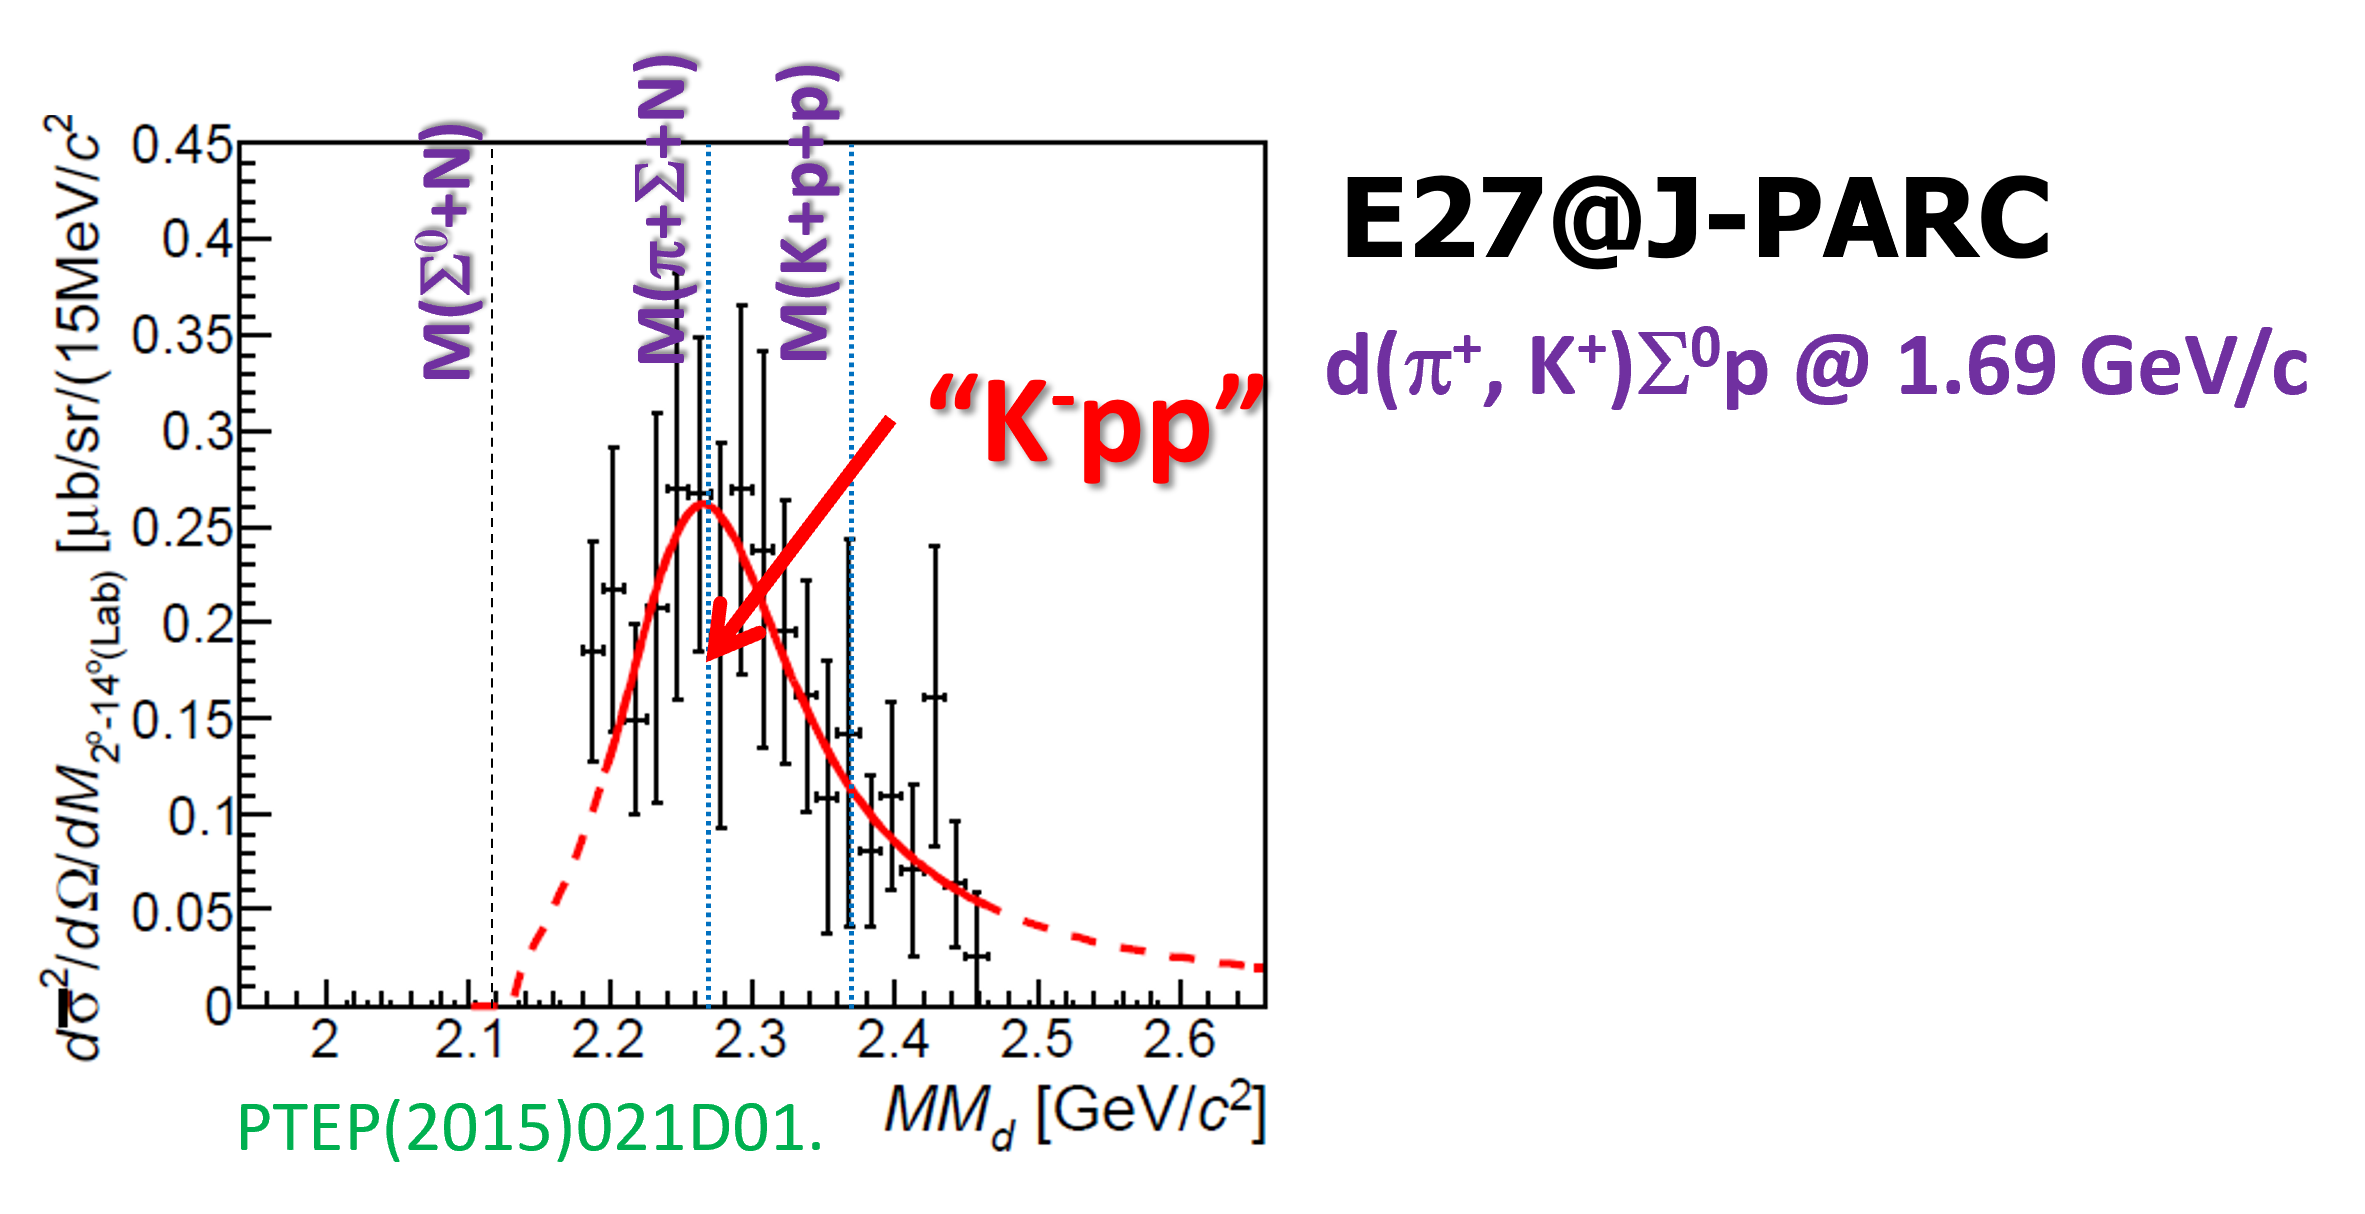 M(Σ⁰+N)
M(π+Σ+N)
M(K+p+p)
E27@J-PARC
d(π⁺, K⁺)Σ⁰p @ 1.69 GeV/c
“K⁻pp”
dσ̅²/dΩ/dM₂°₋₁₄°(Lab) [μb/sr/(15MeV/c²
0.45
0.4
0.35
0.3
0.25
0.2
0.15
0.1
0.05
0
2 2.1 2.2 2.3 2.4 2.5 2.6
MM_d [GeV/c²]
PTEP(2015)021D01.